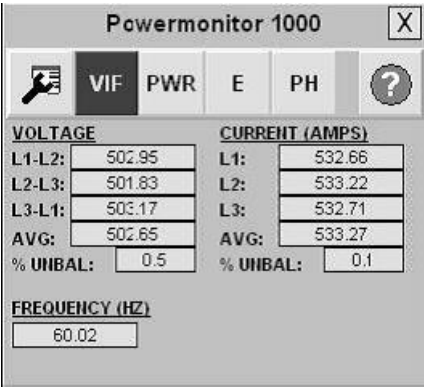 Powermonitor 1000 X
VIF PWR E PH ?
VOLTAGE
L1-L2: 502.95
L2-L3: 501.83
L3-L1: 503.17
AVG: 502.65
% UNBAL: 0.5
CURRENT (AMPS)
L1: 532.66
L2: 533.22
L3: 532.71
AVG: 533.27
% UNBAL: 0.1
FREQUENCY (HZ)
60.02